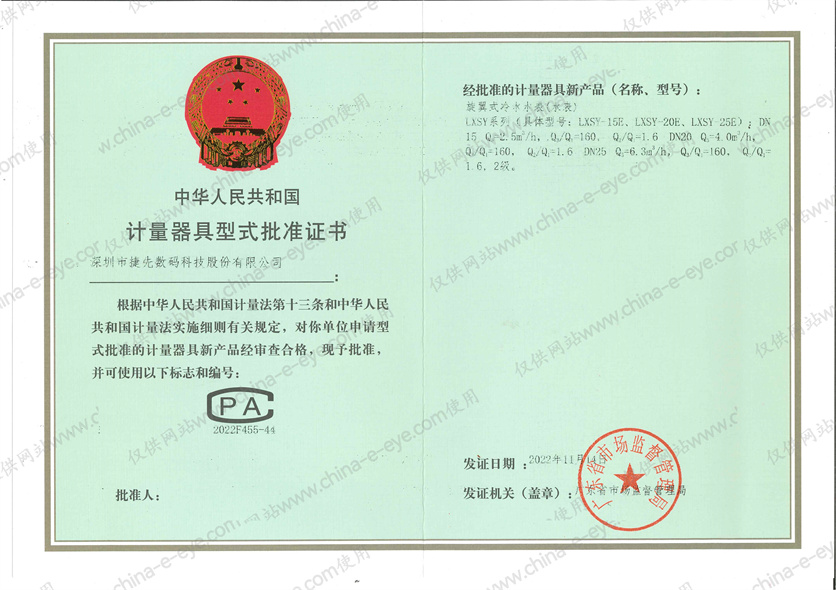 中华人民共和国
计量器具型式批准证书
深圳市捷先数码科技股份有限公司
：
根据中华人民共和国计量法第十三条和中华人民
共和国计量法实施细则有关规定，对你单位申请型
式批准的计量器具新产品经审查合格，现予批准，
并可使用以下标志和编号：
CPA
2022F455-44
批准人：
经批准的计量器具新产品（名称、型号）：
旋翼式冷水水表(水表)
LXSY系列（具体型号：LXSY-15E、LXSY-20E、LXSY-25E）；DN
15 Q₃=2.5m³/h，Q₃/Q₁=160，Q₂/Q₁=1.6 DN20 Q₃=4.0m³/h，
Q₃/Q₁=160，Q₂/Q₁=1.6 DN25 Q₃=6.3m³/h，Q₃/Q₁=160，Q₂/Q₁=
1.6，2级。
发证日期：2022年11月14日
发证机关（盖章）：广东省市场监督管理局
广东省市场监督管理局
仅供网站www.china-e-eye.com使用